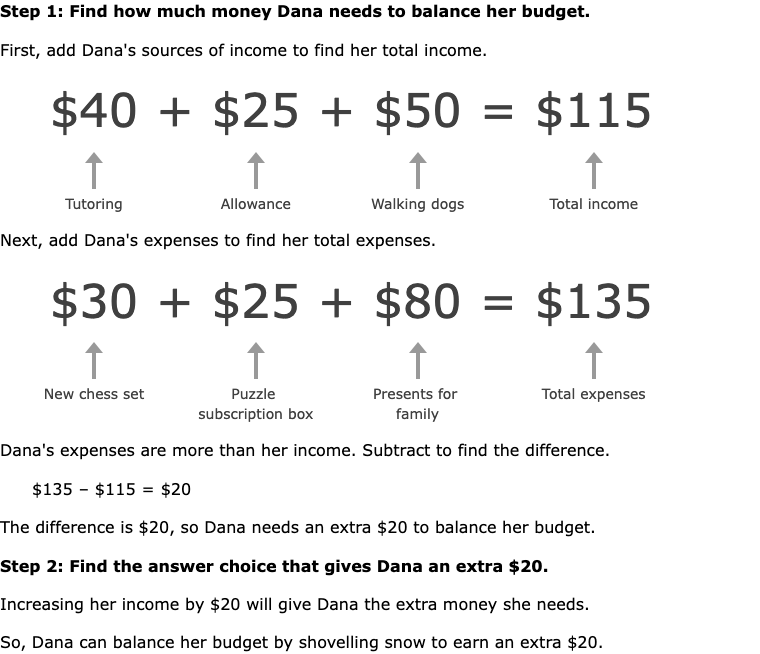 Step 1: Find how much money Dana needs to balance her budget.
First, add Dana's sources of income to find her total income.
$40 + $25 + $50 = $115
Tutoring Allowance Walking dogs Total income
Next, add Dana's expenses to find her total expenses.
$30 + $25 + $80 = $135
New chess set Puzzle Presents for Total expenses
subscription box family
Dana's expenses are more than her income. Subtract to find the difference.
$135 – $115 = $20
The difference is $20, so Dana needs an extra $20 to balance her budget.
Step 2: Find the answer choice that gives Dana an extra $20.
Increasing her income by $20 will give Dana the extra money she needs.
So, Dana can balance her budget by shovelling snow to earn an extra $20.